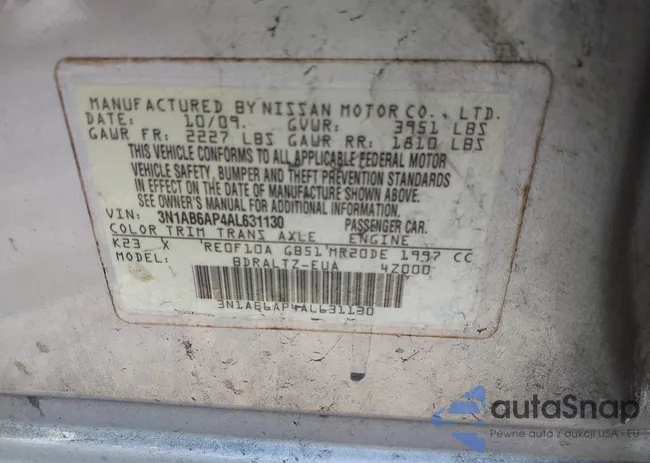 MANUFACTURED BY NISSAN MOTOR CO., LTD.
DATE: 10/09. GVWR: 3951 LBS
GAWR FR: 2227 LBS GAWR RR: 1810 LBS
THIS VEHICLE CONFORMS TO ALL APPLICABLE FEDERAL MOTOR
VEHICLE SAFETY, BUMPER AND THEFT PREVENTION STANDARDS
IN EFFECT ON THE DATE OF MANUFACTURE SHOWN ABOVE.
SEE OWNER'S MANUAL FOR ADDITIONAL INFORMATION.
VIN: 3N1AB6AP4AL631130 PASSENGER CAR.
COLOR TRIM TRANS AXLE ENGINE
K23 X RE0F10A GB51 MR20DE 1997 CC
MODEL: BDRALTZ-EUA 4Z000
3N1AB6AP4AL631130
autoSnap
Pewne auta z aukcji USA · EU